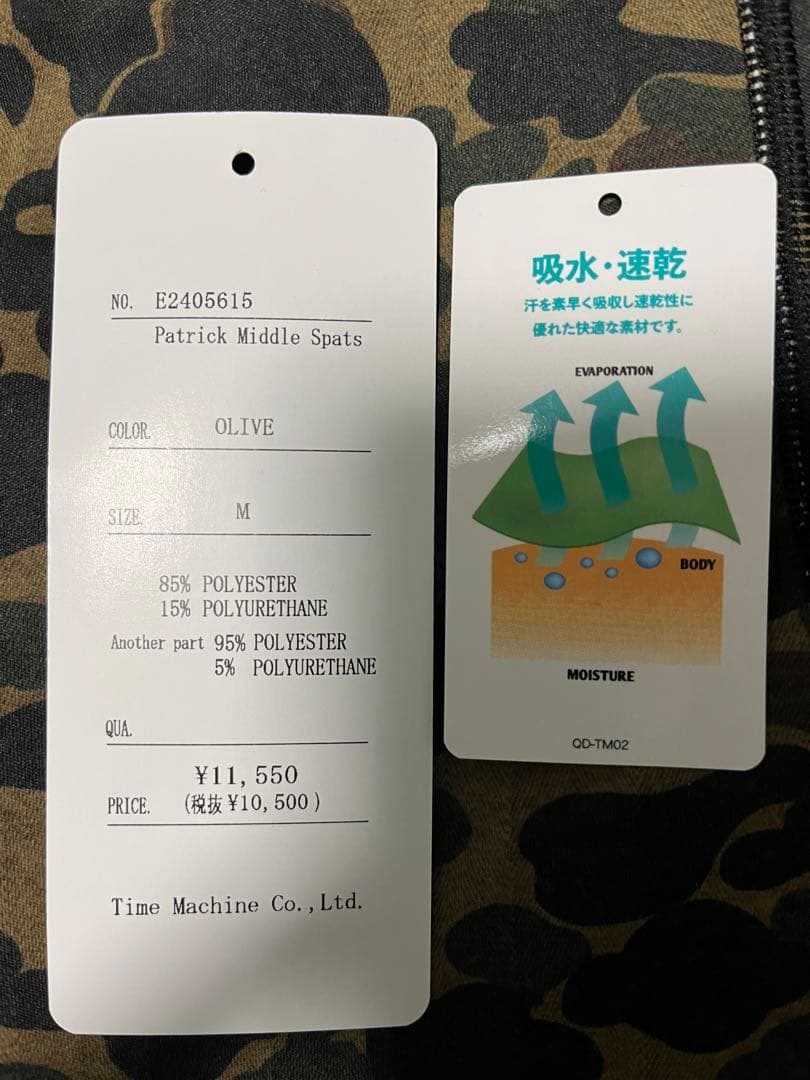 NO. E2405615
Patrick Middle Spats
COLOR. OLIVE
SIZE. M
85% POLYESTER
15% POLYURETHANE
Another part 95% POLYESTER
5% POLYURETHANE
QUA.
¥11,550
PRICE. (税抜¥10,500)
Time Machine Co.,Ltd.
吸水・速乾
汗を素早く吸収し速乾性に
優れた快適な素材です。
EVAPORATION
BODY
MOISTURE
QD-TM02